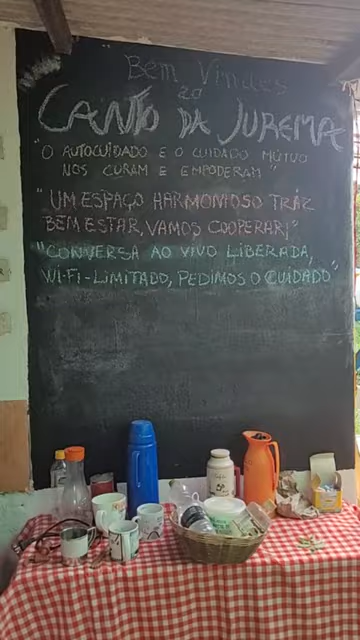 Bem Vindes
ao
CANTO DA JUREMA
"O AUTOCUIDADO E O CUIDADO MÚTUO
NOS CURAM E EMPODERAM"
"UM ESPAÇO HARMONIOSO TRÁZ
BEM ESTAR, VAMOS COOPERAR!"
"CONVERSA AO VIVO LIBERADA,
WI-FI-LIMITADO, PEDIMOS O CUIDADO"